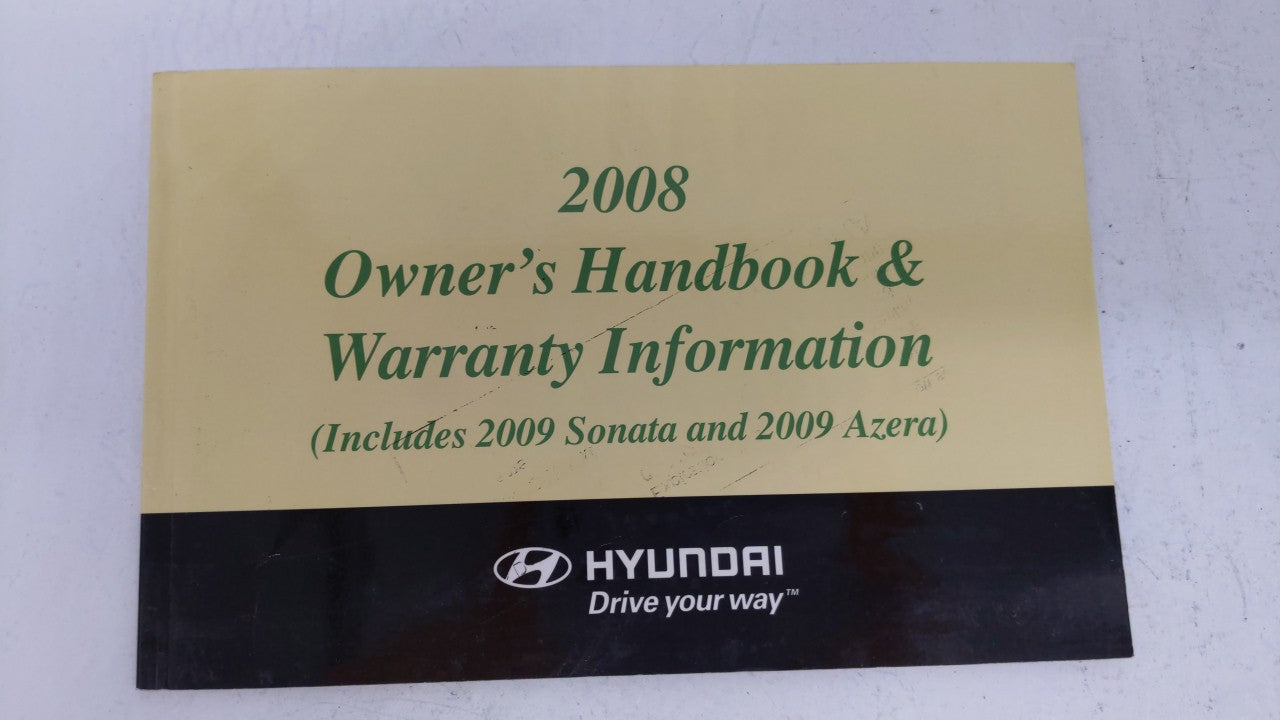 2008
Owner's Handbook &
Warranty Information
(Includes 2009 Sonata and 2009 Azera)
HYUNDAI
Drive your way™